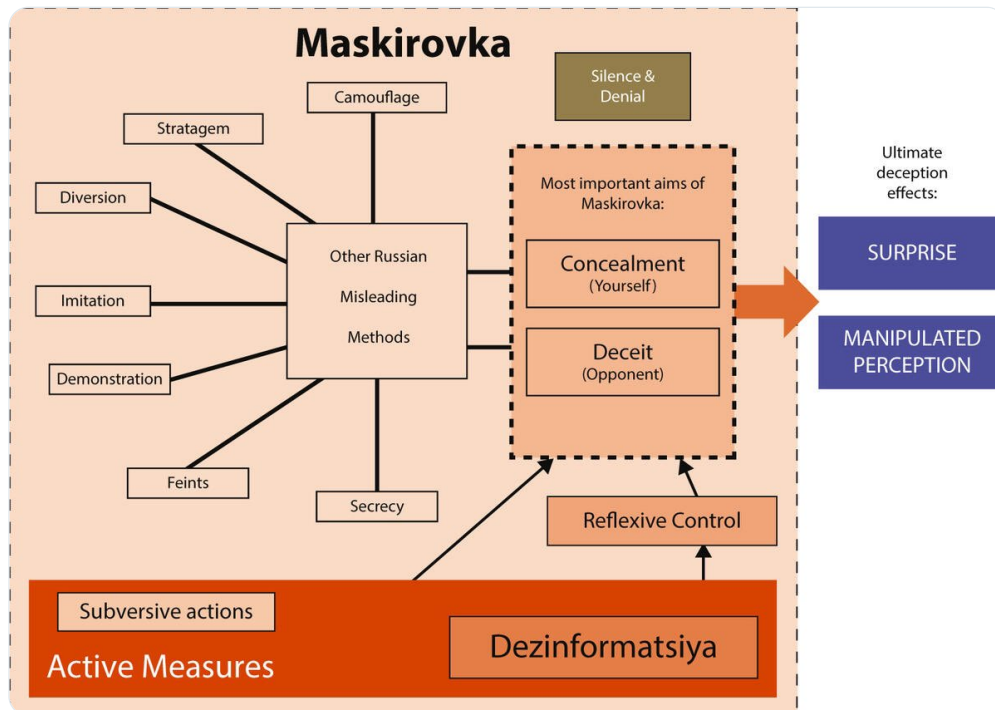 Maskirovka
Silence &
Denial
Camouflage
Stratagem
Diversion
Imitation
Demonstration
Feints
Secrecy
Other Russian
Misleading
Methods
Most important aims of
Maskirovka:
Concealment
(Yourself)
Deceit
(Opponent)
Ultimate
deception
effects:
SURPRISE
MANIPULATED
PERCEPTION
Reflexive Control
Subversive actions
Dezinformatsiya
Active Measures